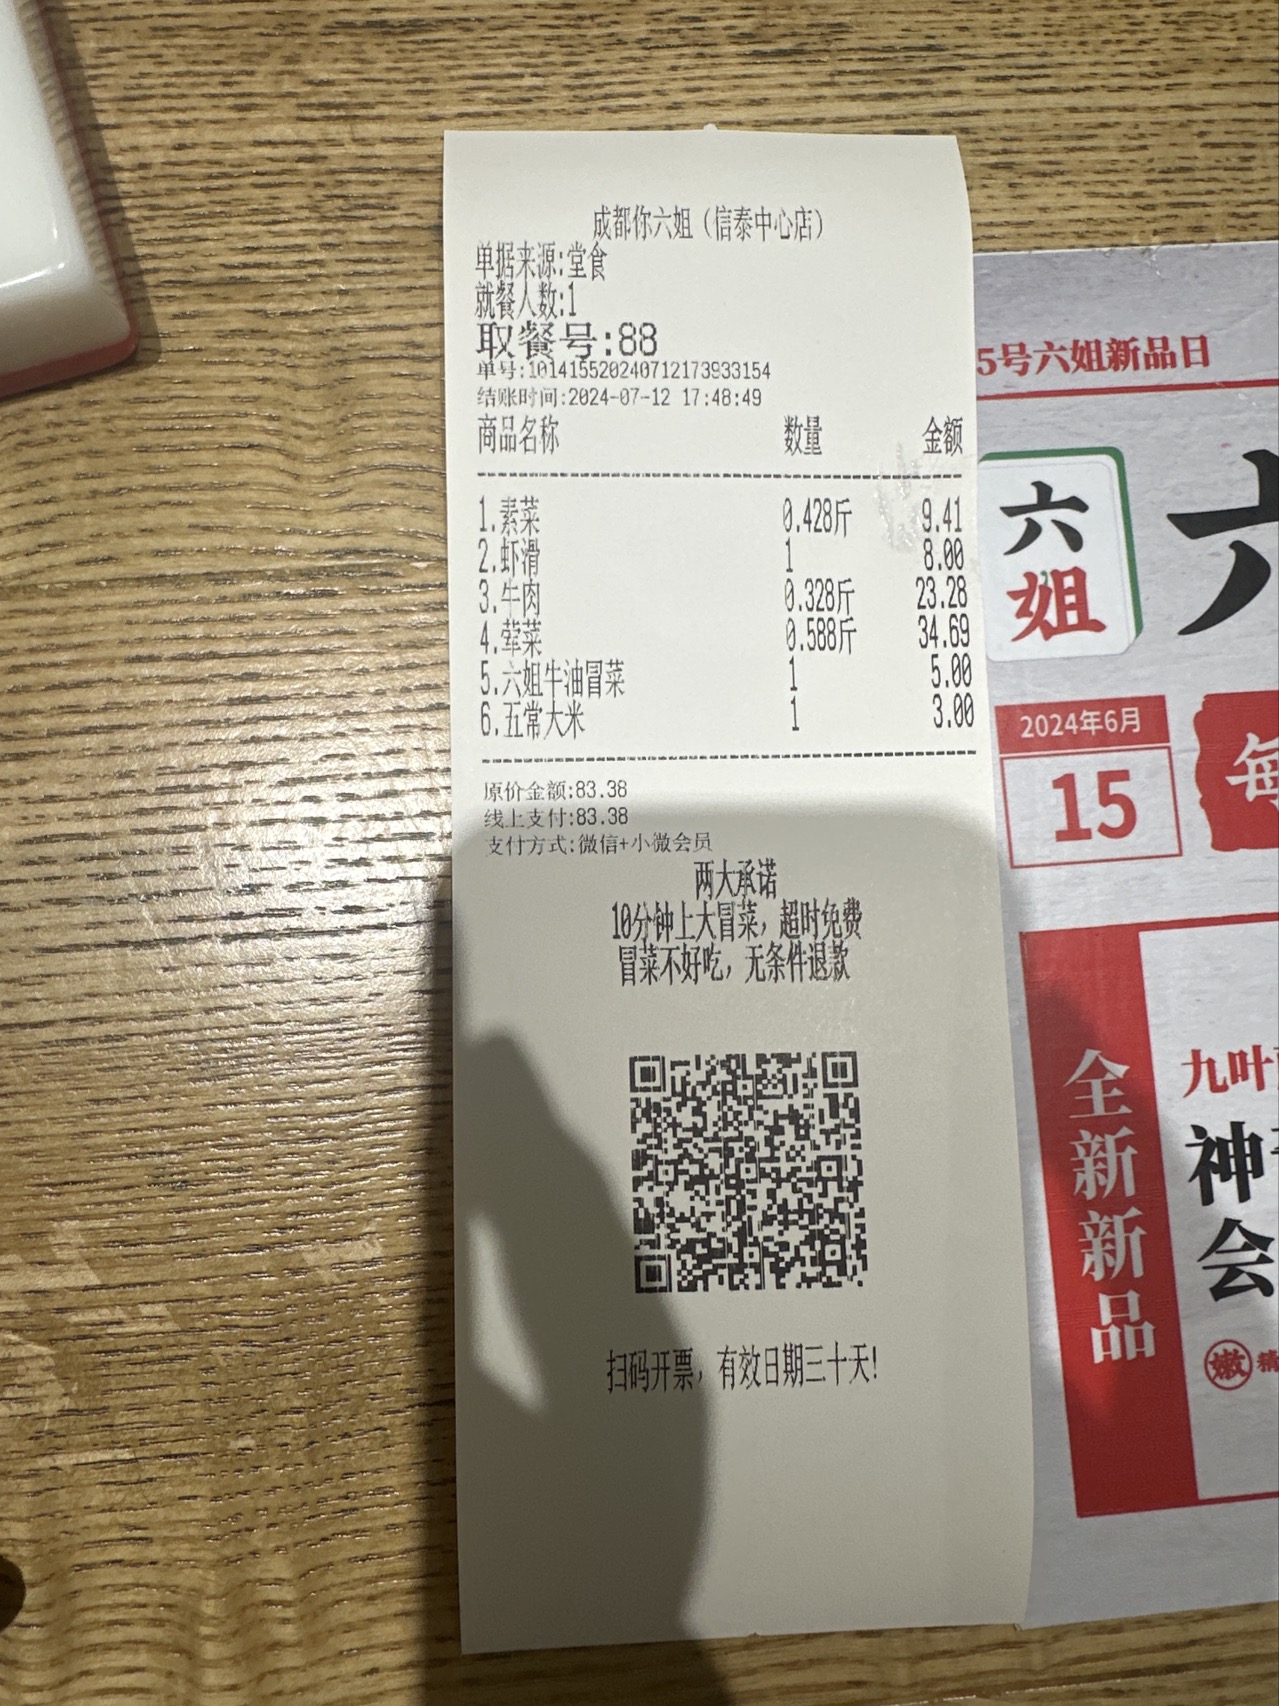 成都你六姐（信泰中心店）
单据来源:堂食
就餐人数:1
取餐号:88
单号:101415520240712173933154
结账时间:2024-07-12 17:48:49
商品名称 数量 金额
1.素菜 0.428斤 9.41
2.虾滑 1 8.00
3.牛肉 0.328斤 23.28
4.荤菜 0.588斤 34.69
5.六姐牛油冒菜 1 5.00
6.五常大米 1 3.00
原价金额:83.38
线上支付:83.38
支付方式:微信+小微会员
两大承诺
10分钟上大冒菜，超时免费
冒菜不好吃，无条件退款
扫码开票，有效日期三十天!
5号六姐新品日
六姐
六
2024年6月
15
每
全新新品
九叶
神
会
嫩